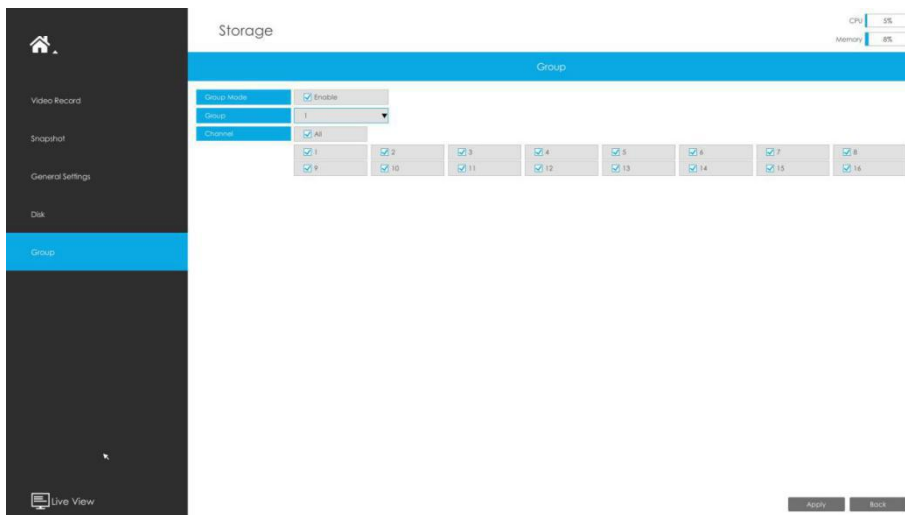 Storage
CPU 5%
Memory 8%
Group
Video Record
Snapshot
General Settings
Disk
Group
Live View
Group Mode Enable
Group 1
Channel All
1 2 3 4 5 6 7 8
9 10 11 12 13 14 15 16
Apply Back